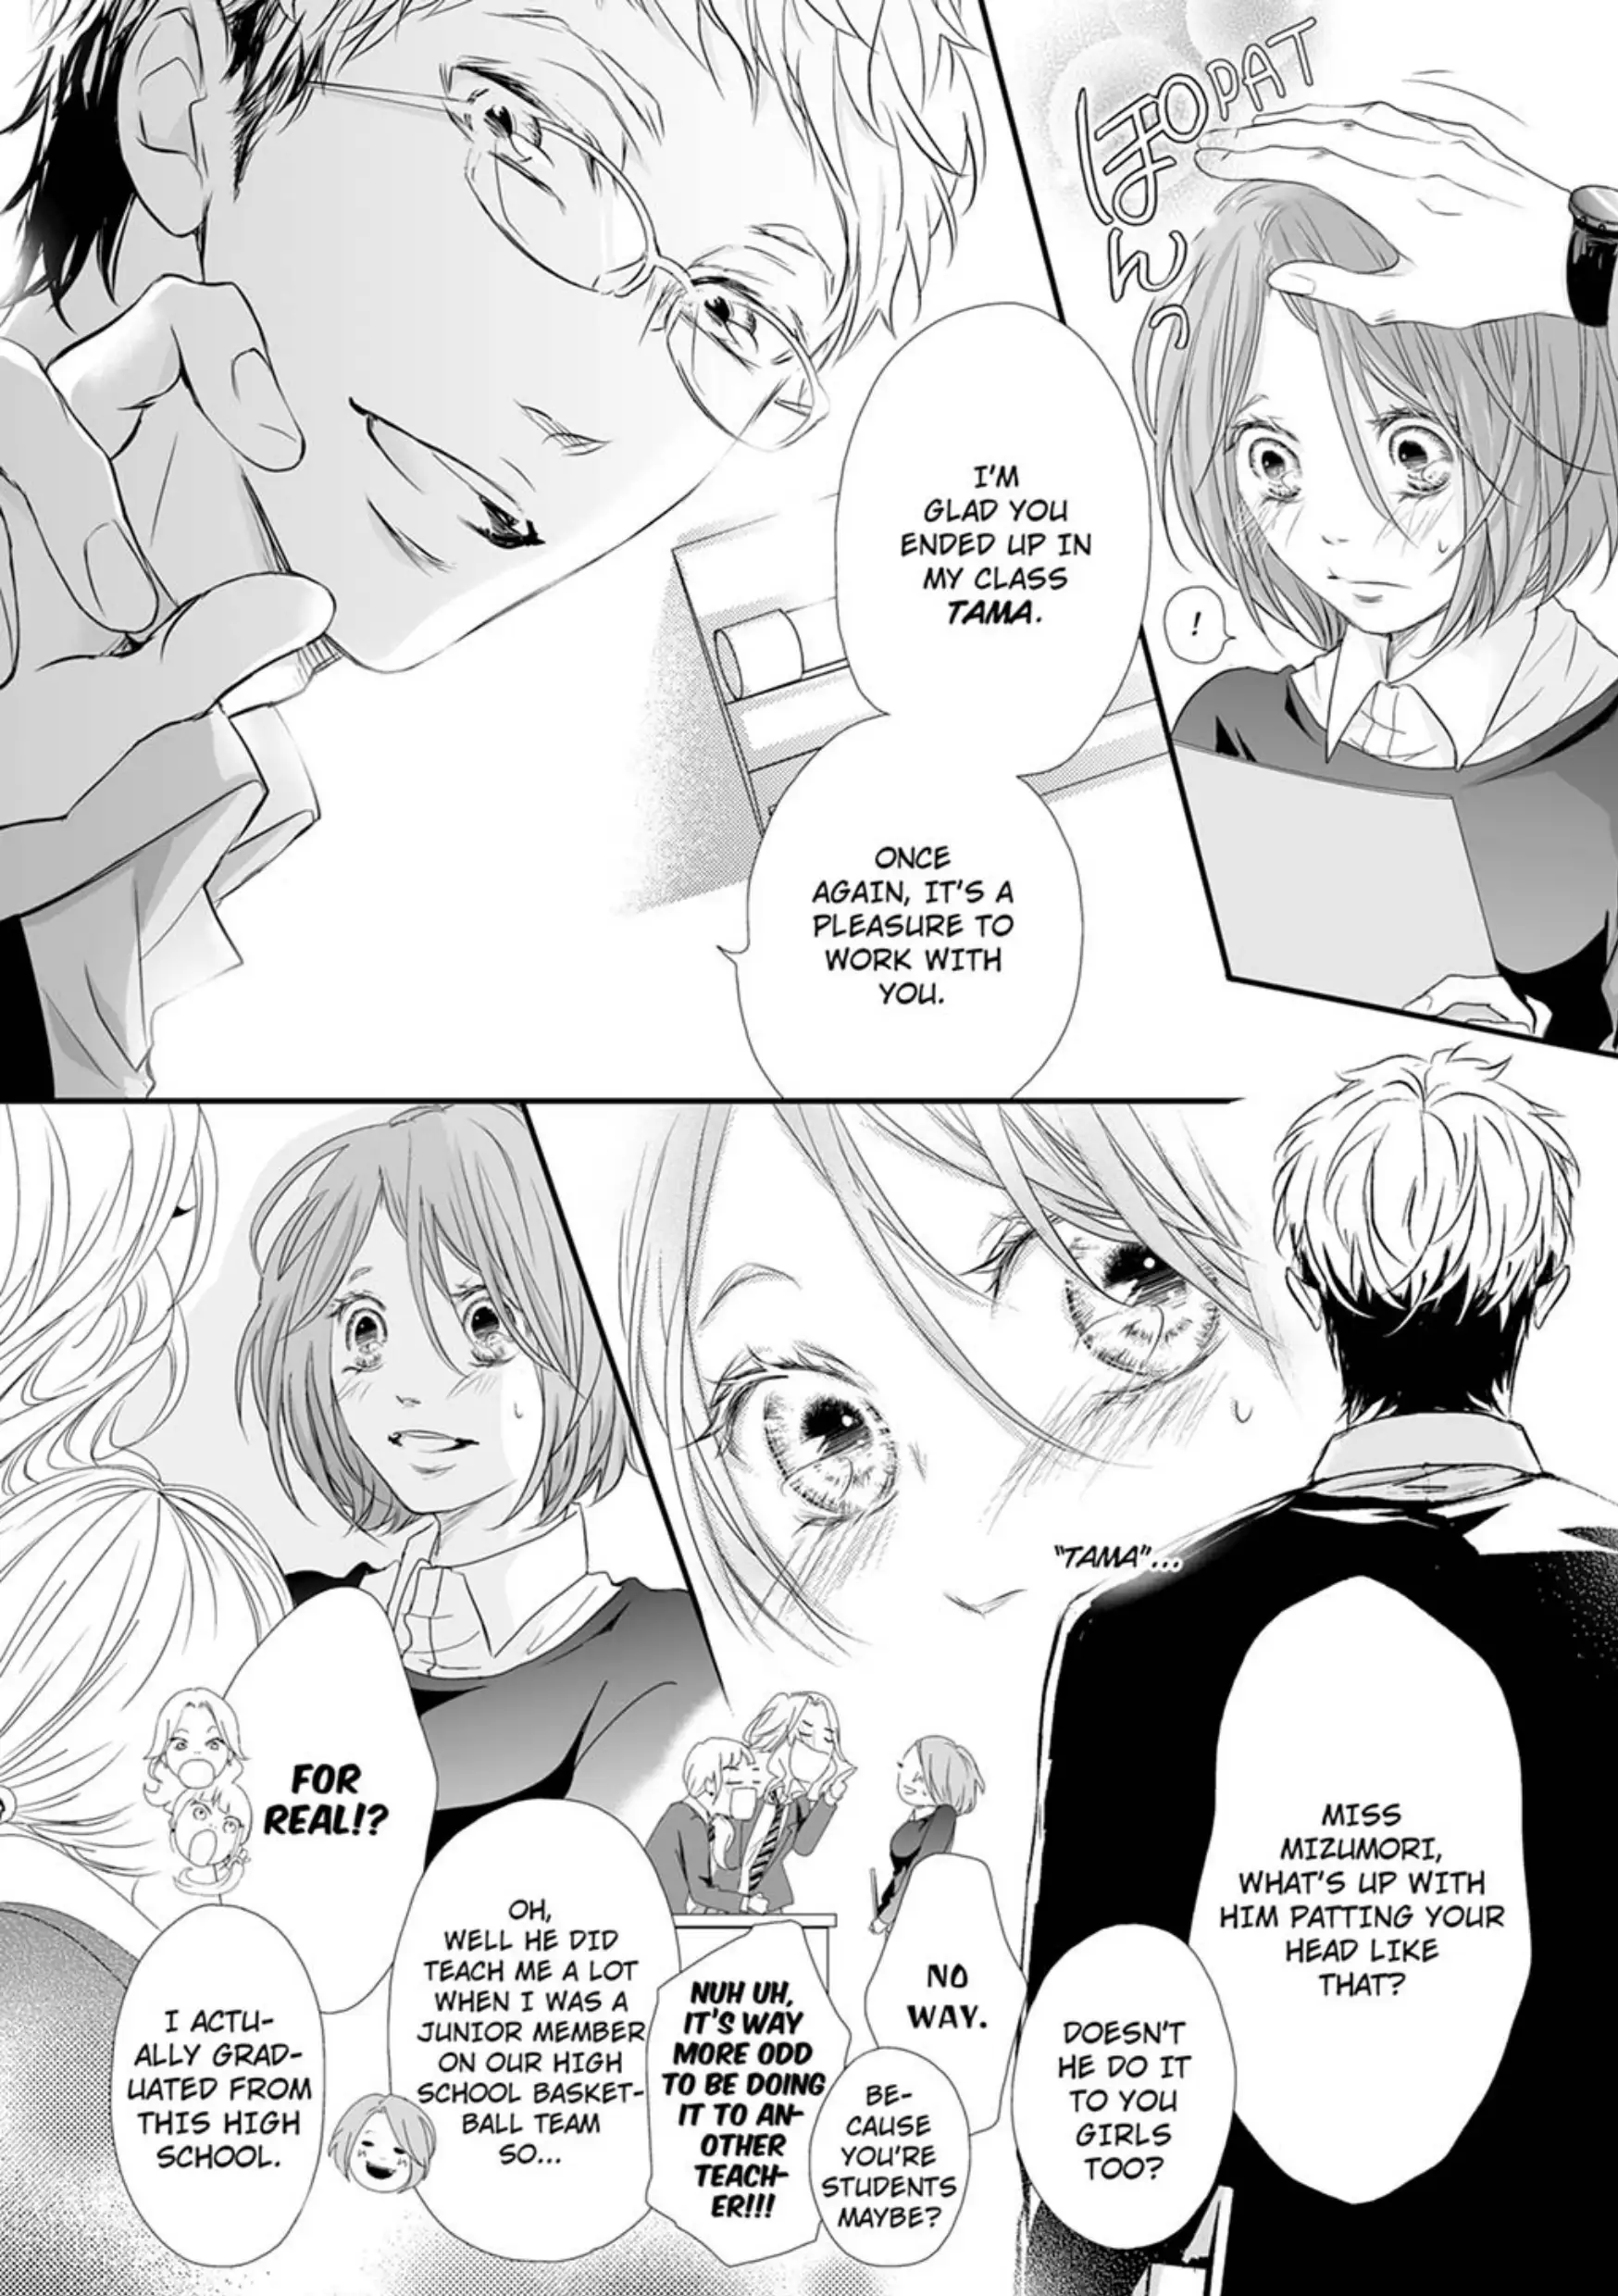 ぽんっ
PAT
!
I'M
GLAD YOU
ENDED UP IN
MY CLASS
TAMA.
ONCE
AGAIN, IT'S A
PLEASURE TO
WORK WITH
YOU.
"TAMA"...
MISS
MIZUMORI,
WHAT'S UP WITH
HIM PATTING YOUR
HEAD LIKE
THAT?
DOESN'T
HE DO IT
TO YOU
GIRLS
TOO?
NO
WAY.
BE-
CAUSE
YOU'RE
STUDENTS
MAYBE?
NUH UH,
IT'S WAY
MORE ODD
TO BE DOING
IT TO AN-
OTHER
TEACH-
ER!!!
OH,
WELL HE DID
TEACH ME A LOT
WHEN I WAS A
JUNIOR MEMBER
ON OUR HIGH
SCHOOL BASKET-
BALL TEAM
SO...
FOR
REAL!?
I ACTU-
ALLY GRAD-
UATED FROM
THIS HIGH
SCHOOL.